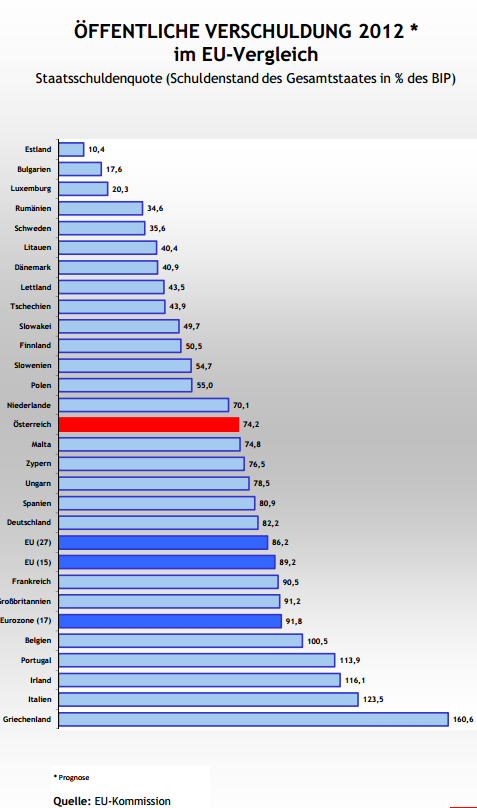 ÖFFENTLICHE VERSCHULDUNG 2012 *
im EU-Vergleich
Staatsschuldenquote (Schuldenstand des Gesamtstaates in % des BIP)
Estland 10,4
Bulgarien 17,6
Luxemburg 20,3
Rumänien 34,6
Schweden 35,6
Litauen 40,4
Dänemark 40,9
Lettland 43,5
Tschechien 43,9
Slowakei 49,7
Finnland 50,5
Slowenien 54,7
Polen 55,0
Niederlande 70,1
Österreich 74,2
Malta 74,8
Zypern 76,5
Ungarn 78,5
Spanien 80,9
Deutschland 82,2
EU (27) 86,2
EU (15) 89,2
Frankreich 90,5
Großbritannien 91,2
Eurozone (17) 91,8
Belgien 100,5
Portugal 113,9
Irland 116,1
Italien 123,5
Griechenland 160,6
* Prognose
Quelle: EU-Kommission